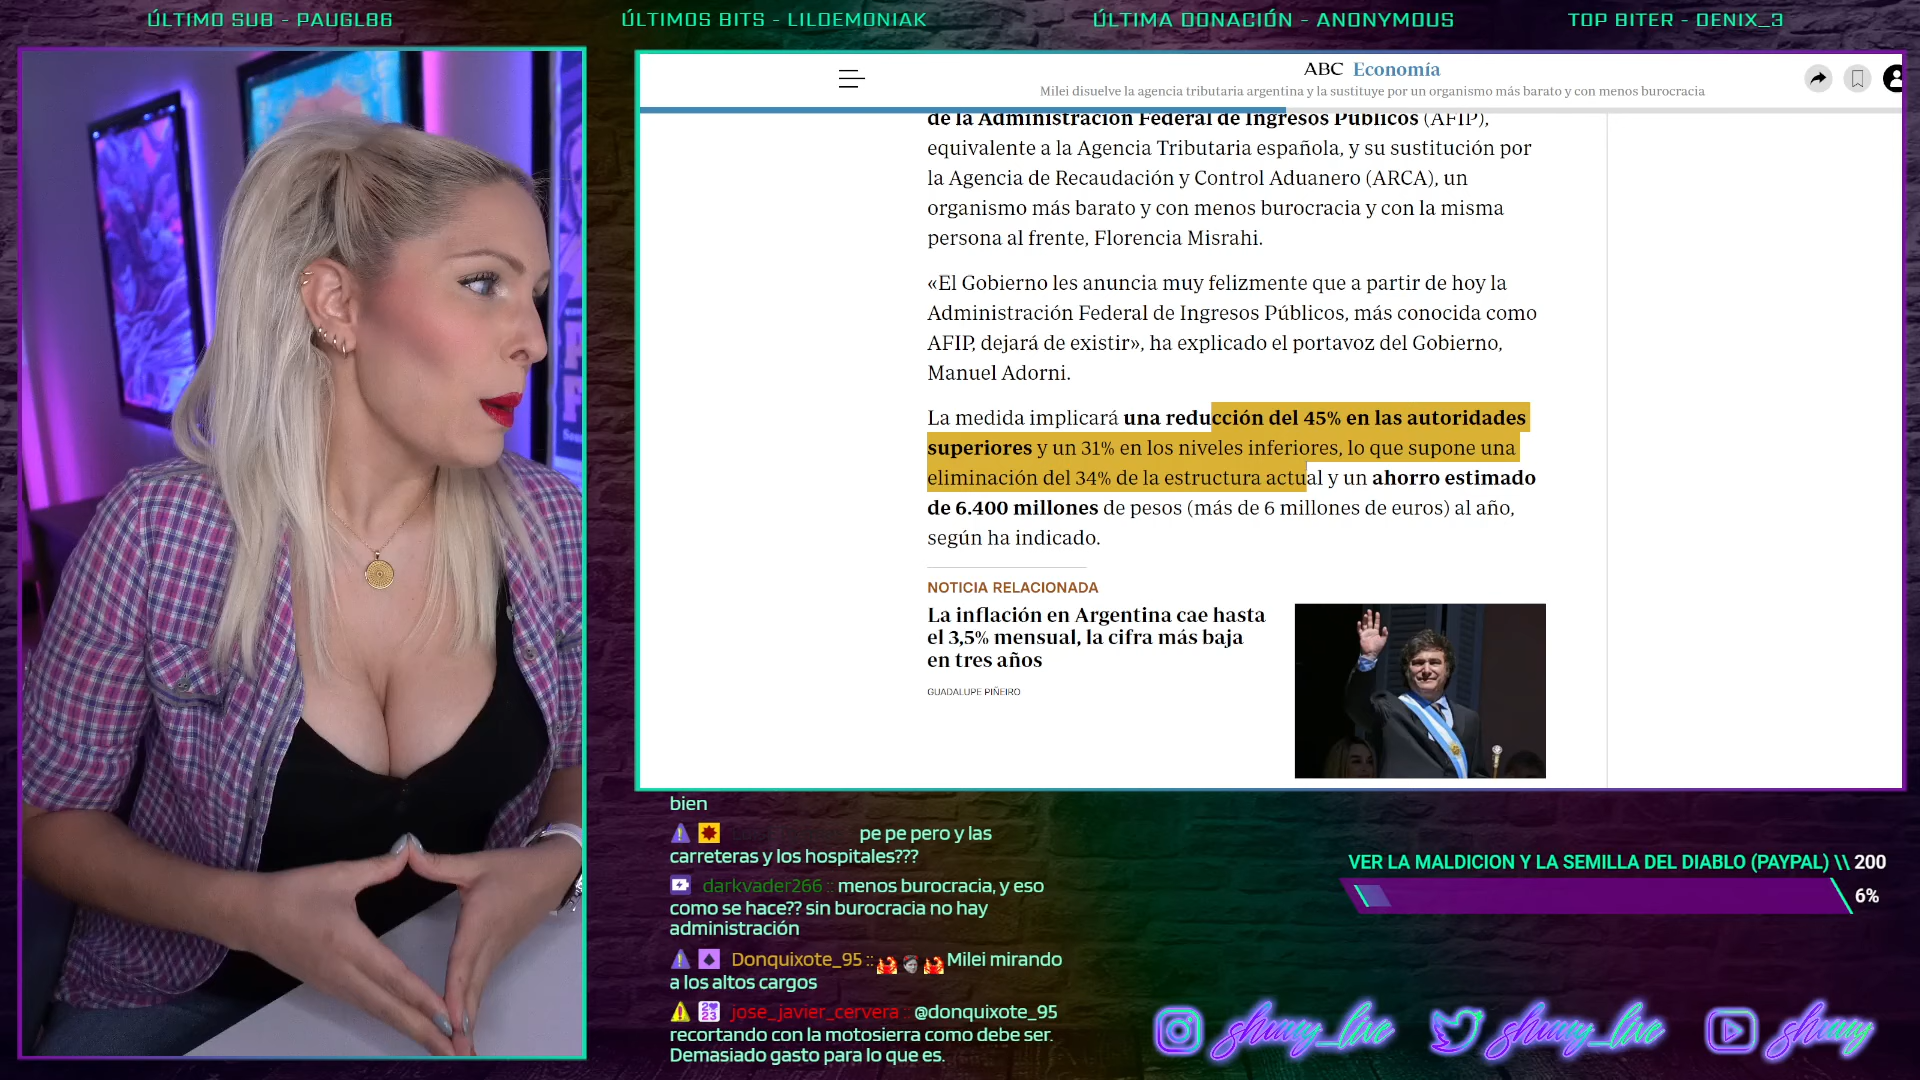 ÚLTIMO SUB - PAUGL86
ÚLTIMOS BITS - LILDEMONIAK
ÚLTIMA DONACIÓN - ANONYMOUS
TOP BITER - DENIX_3
ABC Economía
Milei disuelve la agencia tributaria argentina y la sustituye por un organismo más barato y con menos burocracia
de la Administración Federal de Ingresos Públicos (AFIP),
equivalente a la Agencia Tributaria española, y su sustitución por
la Agencia de Recaudación y Control Aduanero (ARCA), un
organismo más barato y con menos burocracia y con la misma
persona al frente, Florencia Misrahi.
«El Gobierno les anuncia muy felizmente que a partir de hoy la
Administración Federal de Ingresos Públicos, más conocida como
AFIP, dejará de existir», ha explicado el portavoz del Gobierno,
Manuel Adorni.
La medida implicará una reducción del 45% en las autoridades
superiores y un 31% en los niveles inferiores, lo que supone una
eliminación del 34% de la estructura actual y un ahorro estimado
de 6.400 millones de pesos (más de 6 millones de euros) al año,
según ha indicado.
NOTICIA RELACIONADA
La inflación en Argentina cae hasta
el 3,5% mensual, la cifra más baja
en tres años
GUADALUPE PIÑEIRO
bien
pe pe pero y las
carreteras y los hospitales???
darkvader266 :: menos burocracia, y eso
como se hace?? sin burocracia no hay
administración
Donquixote_95 :: Milei mirando
a los altos cargos
jose_javier_cervera :: @donquixote_95
recortando con la motosierra como debe ser.
Demasiado gasto para lo que es.
VER LA MALDICION Y LA SEMILLA DEL DIABLO (PAYPAL) \\ 200
6%